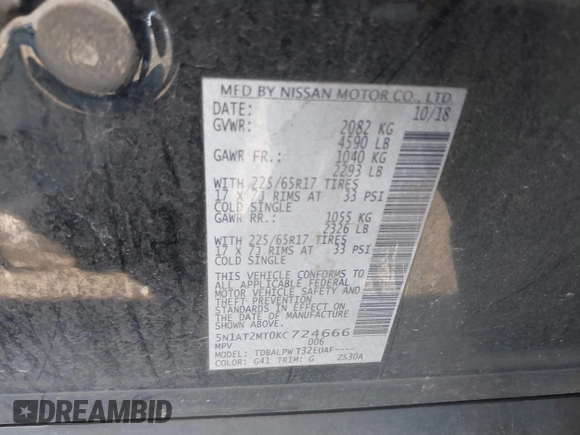 MFD BY NISSAN MOTOR CO., LTD.
DATE: 10/18
GVWR: 2082 KG
4590 LB
GAWR FR.: 1040 KG
2293 LB
WITH 225/65R17 TIRES
17 X 7J RIMS AT 33 PSI
COLD SINGLE
GAWR RR.: 1055 KG
2326 LB
WITH 225/65R17 TIRES
17 X 7J RIMS AT 33 PSI
COLD SINGLE
THIS VEHICLE CONFORMS TO
ALL APPLICABLE FEDERAL
MOTOR VEHICLE SAFETY AND
THEFT PREVENTION
STANDARDS IN EFFECT ON
THE DATE OF MANUFACTURE
5N1AT2MT0KC724666
MPV 006
MODEL: TDBALPWT32EUAF----
COLOR: G41 TRIM: G ZS30A
DREAMBID